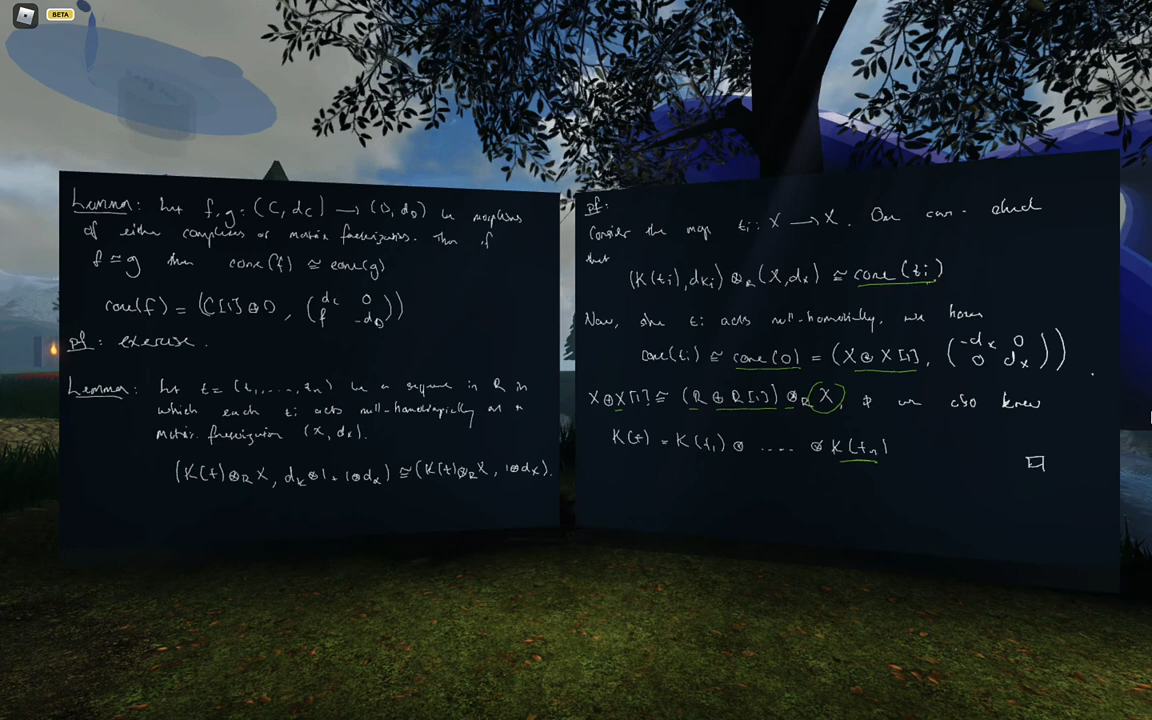 BETA
Lemma: Let f,g: (C, d_C) ⟶ (D, d_D) be morphisms
of either complexes or matrix factorizations. Then if
f ≅ g then cone(f) ≅ cone(g)
cone(f) = (C[1] ⊕ D, (d_C 0
f -d_D))
pf: exercise.
Lemma: Let t = (t_1, ..., t_n) be a sequence in R in
which each t_i acts null-homotopically on a
matrix factorization (X, d_X).
(K(t) ⊗_R X, d_K ⊗ 1 + 1 ⊗ d_X) ≅ (K(t) ⊗_R X, 1 ⊗ d_X).
pf:
Consider the map t_i: X ⟶ X. One can check
that
(K(t_i), d_{K_i}) ⊗_R (X, d_X) ≅ cone(t_i)
Now, since t_i acts null-homotopically, we have
cone(t_i) ≅ cone(0) = (X ⊕ X[1], (-d_X 0
0 d_X))
X ⊕ X[1] ≅ (R ⊕ R[1]) ⊗_R X, & we also know
K(t) = K(t_1) ⊗ .... ⊗ K(t_n)
□